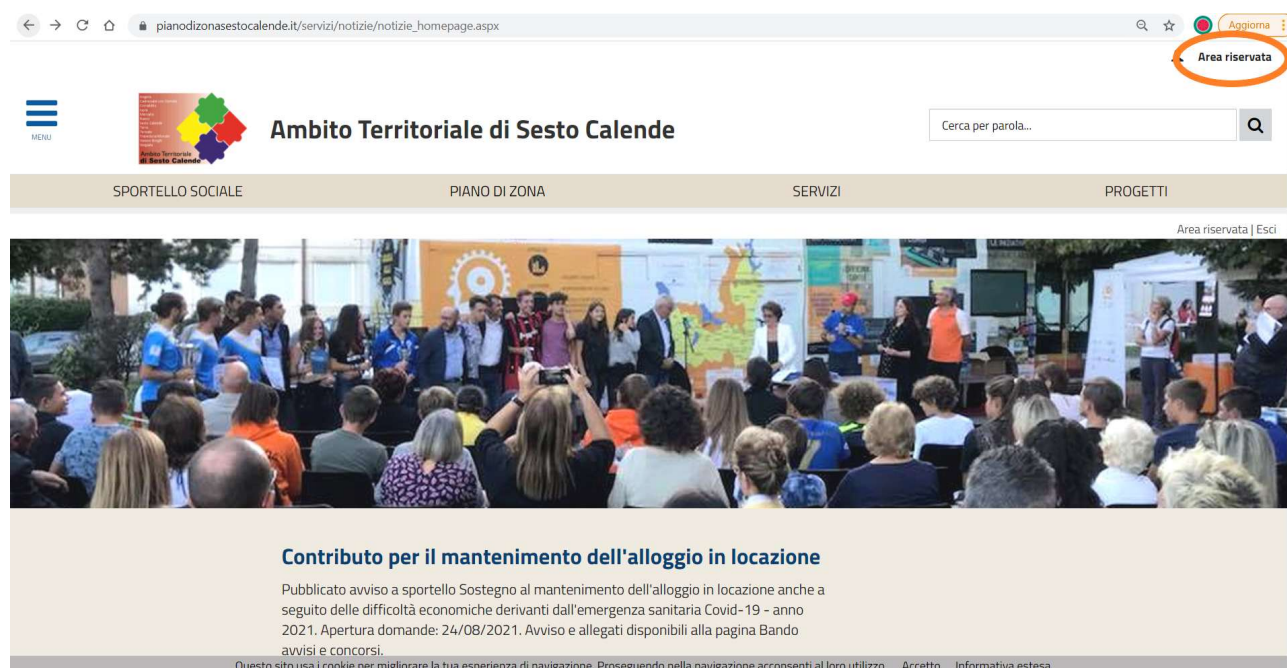 pianodizonasestocalende.it/servizi/notizie/notizie_homepage.aspx
Aggiorna
Area riservata
MENU
Ambito Territoriale
di Sesto Calende
Ambito Territoriale di Sesto Calende
Cerca per parola...
SPORTELLO SOCIALE
PIANO DI ZONA
SERVIZI
PROGETTI
Area riservata | Esci
Contributo per il mantenimento dell'alloggio in locazione
Pubblicato avviso a sportello Sostegno al mantenimento dell'alloggio in locazione anche a
seguito delle difficoltà economiche derivanti dall'emergenza sanitaria Covid-19 - anno
2021. Apertura domande: 24/08/2021. Avviso e allegati disponibili alla pagina Bando
avvisi e concorsi.
Questo sito usa i cookie per migliorare la tua esperienza di navigazione. Proseguendo nella navigazione acconsenti al loro utilizzo. Accetto Informativa estesa